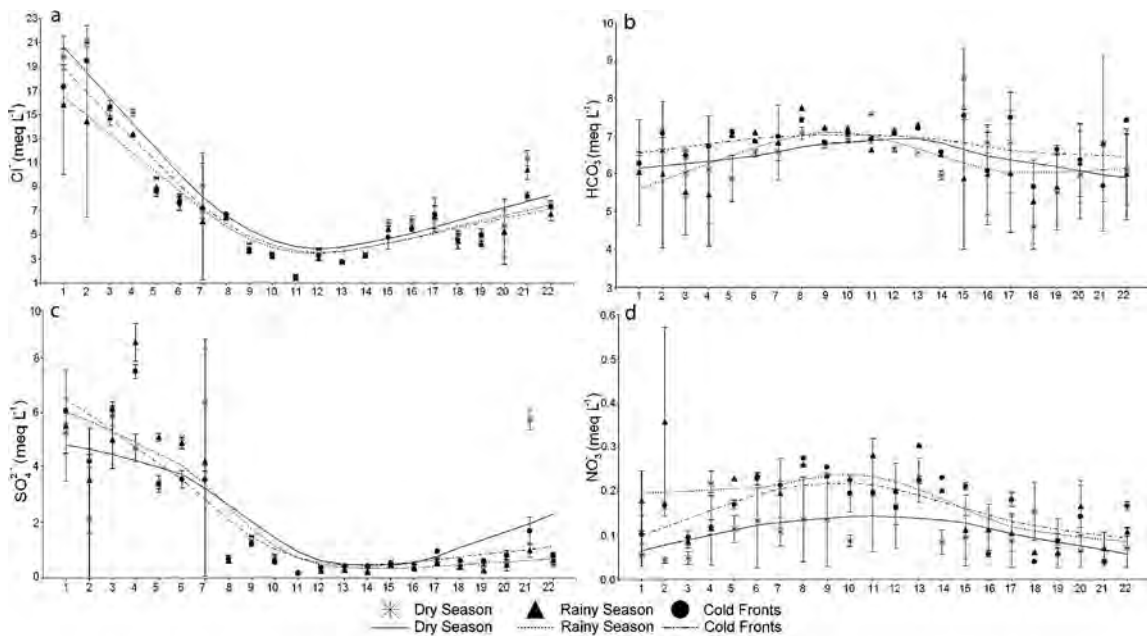 a
23
21
19
17
15
13
11
9
7
5
3
1
Cl⁻ (meq L⁻¹)
1 2 3 4 5 6 7 8 9 10 11 12 13 14 15 16 17 18 19 20 21 22
b
10
9
8
7
6
5
4
3
HCO₃⁻ (meq L⁻¹)
1 2 3 4 5 6 7 8 9 10 11 12 13 14 15 16 17 18 19 20 21 22
c
10
8
6
4
2
0
SO₄²⁻ (meq L⁻¹)
1 2 3 4 5 6 7 8 9 10 11 12 13 14 15 16 17 18 19 20 21 22
d
0.6
0.5
0.4
0.3
0.2
0.1
0.0
NO₃⁻ (meq L⁻¹)
1 2 3 4 5 6 7 8 9 10 11 12 13 14 15 16 17 18 19 20 21 22
Dry Season Rainy Season Cold Fronts
Dry Season Rainy Season Cold Fronts